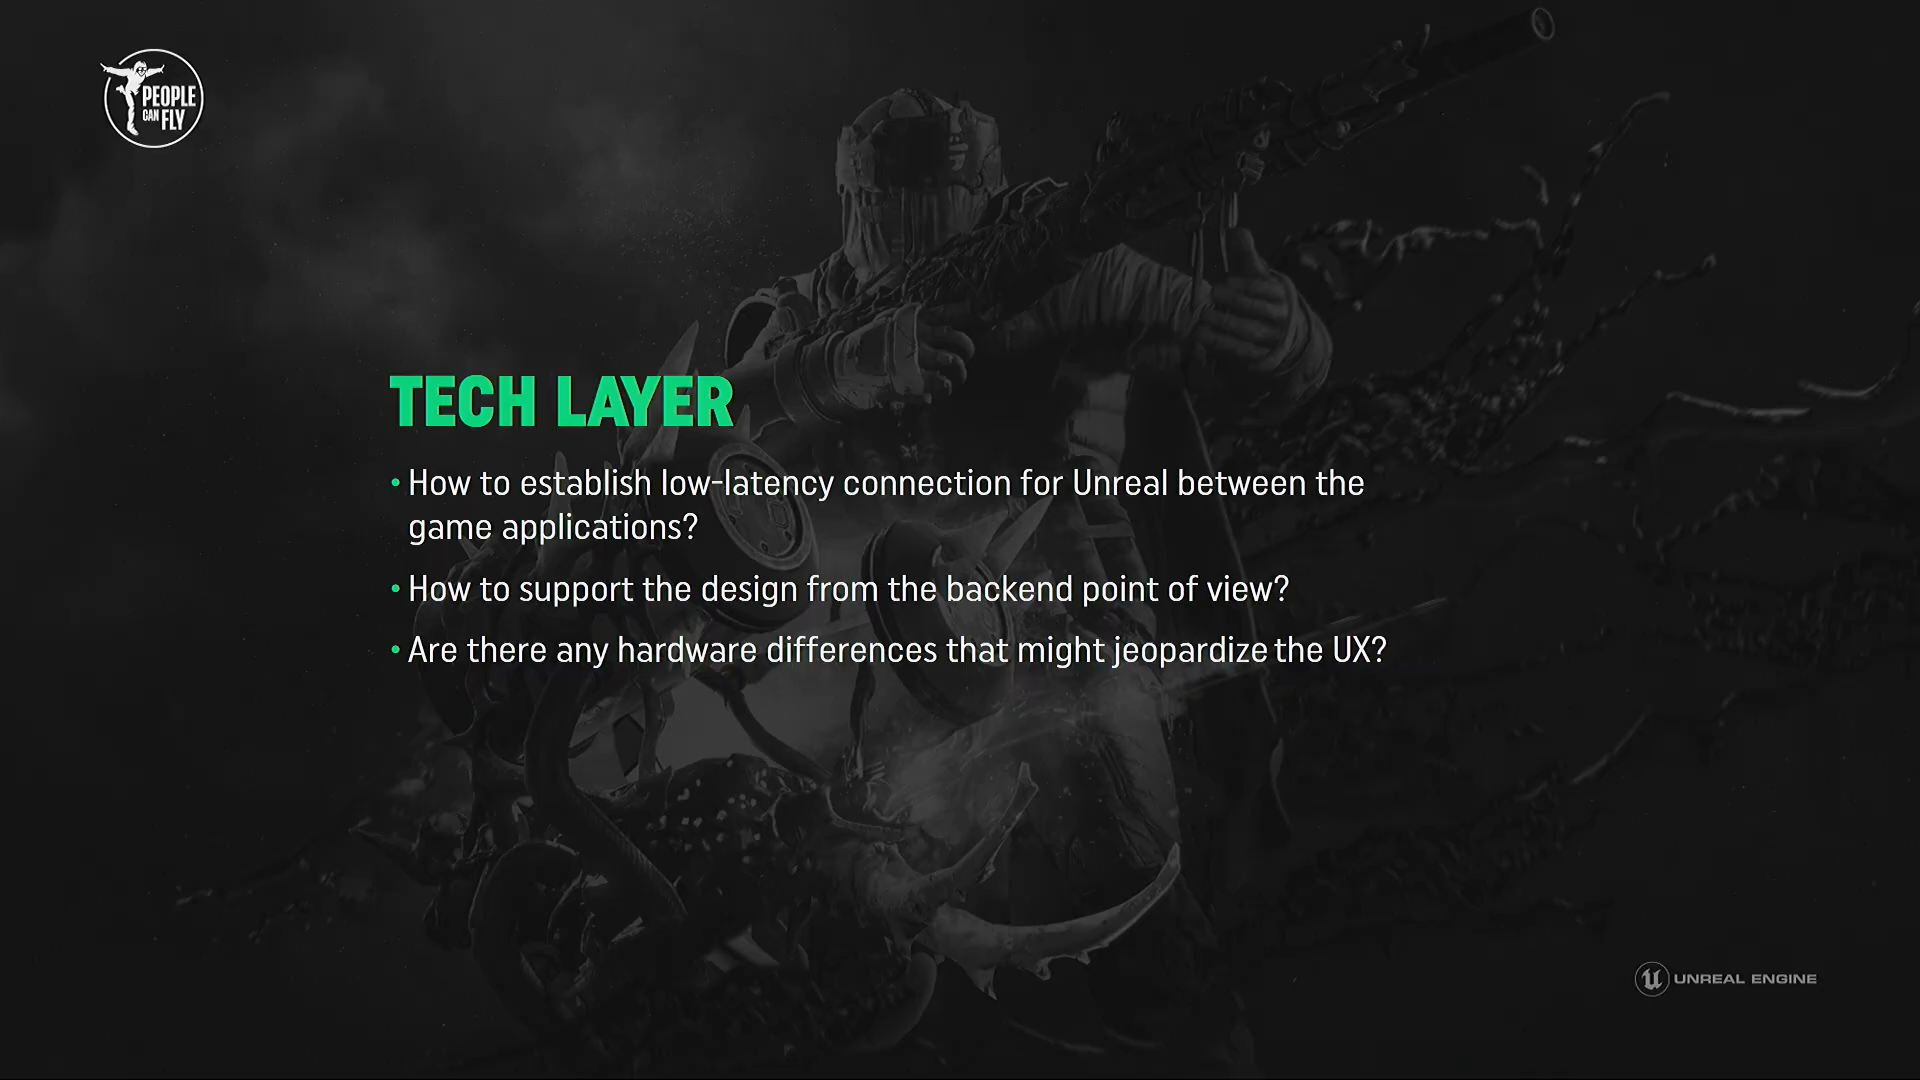 PEOPLE
CAN FLY
TECH LAYER
• How to establish low-latency connection for Unreal between the
game applications?
• How to support the design from the backend point of view?
• Are there any hardware differences that might jeopardize the UX?
UNREAL ENGINE